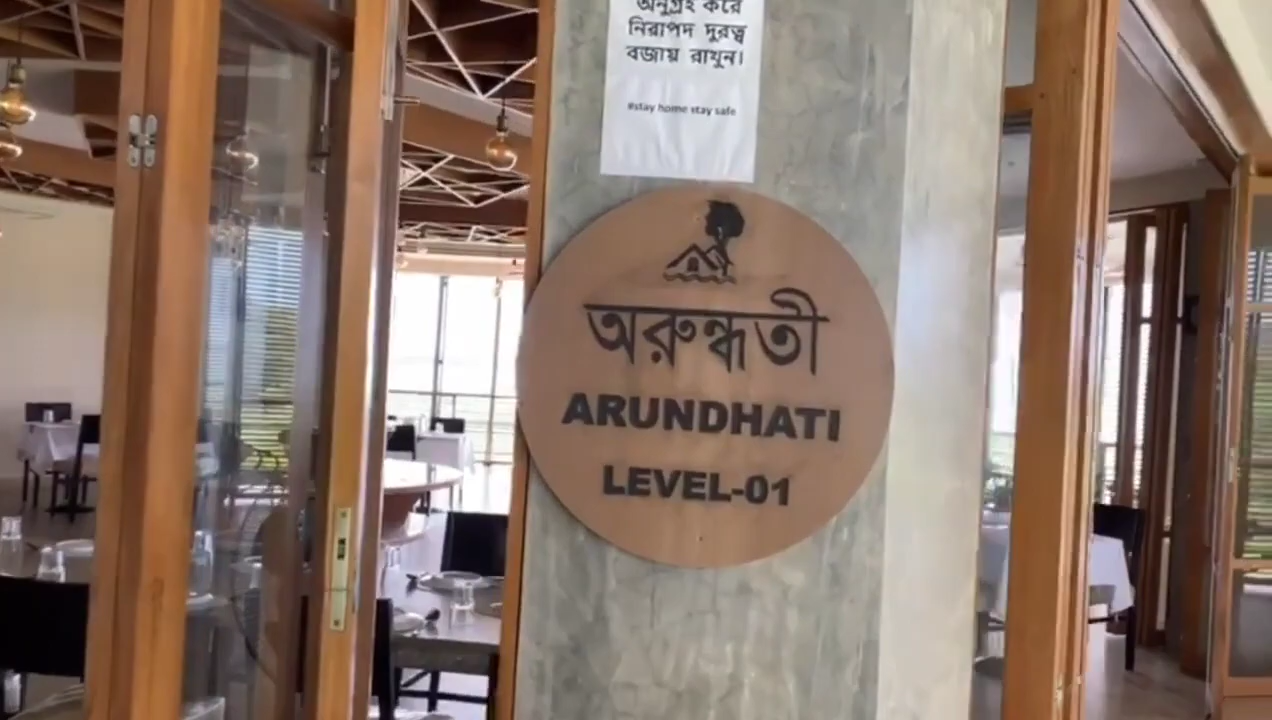 অনুগ্রহ করে
নিরাপদ দুরত্ব
বজায় রাখুন।
#stay home stay safe
অরুন্ধতী
ARUNDHATI
LEVEL-01